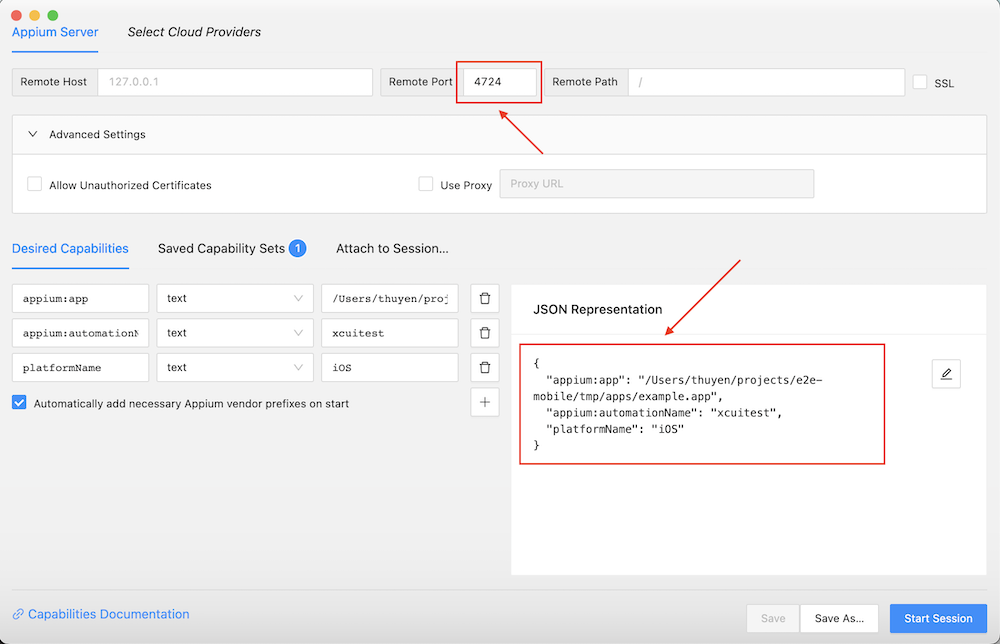 Appium Server
Select Cloud Providers
Remote Host
127.0.0.1
Remote Port
4724
Remote Path
/
SSL
Advanced Settings
Allow Unauthorized Certificates
Use Proxy
Proxy URL
Desired Capabilities
Saved Capability Sets 1
Attach to Session...
appium:app
text
/Users/thuyen/proj
appium:automationN
text
xcuitest
platformName
text
iOS
Automatically add necessary Appium vendor prefixes on start
JSON Representation
{
"appium:app": "/Users/thuyen/projects/e2e-
mobile/tmp/apps/example.app",
"appium:automationName": "xcuitest",
"platformName": "iOS"
}
Capabilities Documentation
Save
Save As...
Start Session